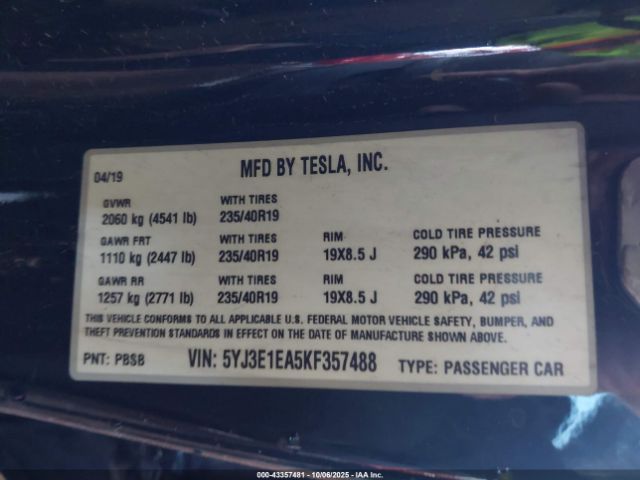 MFD BY TESLA, INC.
04/19
GVWR WITH TIRES
2060 kg (4541 lb) 235/40R19
GAWR FRT WITH TIRES RIM COLD TIRE PRESSURE
1110 kg (2447 lb) 235/40R19 19X8.5 J 290 kPa, 42 psi
GAWR RR WITH TIRES RIM COLD TIRE PRESSURE
1257 kg (2771 lb) 235/40R19 19X8.5 J 290 kPa, 42 psi
THIS VEHICLE CONFORMS TO ALL APPLICABLE U.S. FEDERAL MOTOR VEHICLE SAFETY, BUMPER, AND
THEFT PREVENTION STANDARDS IN EFFECT ON THE DATE OF MANUFACTURE SHOWN ABOVE.
PNT: PBSB VIN: 5YJ3E1EA5KF357488 TYPE: PASSENGER CAR
000-43357481 - 10/06/2025 - IAAI.COM